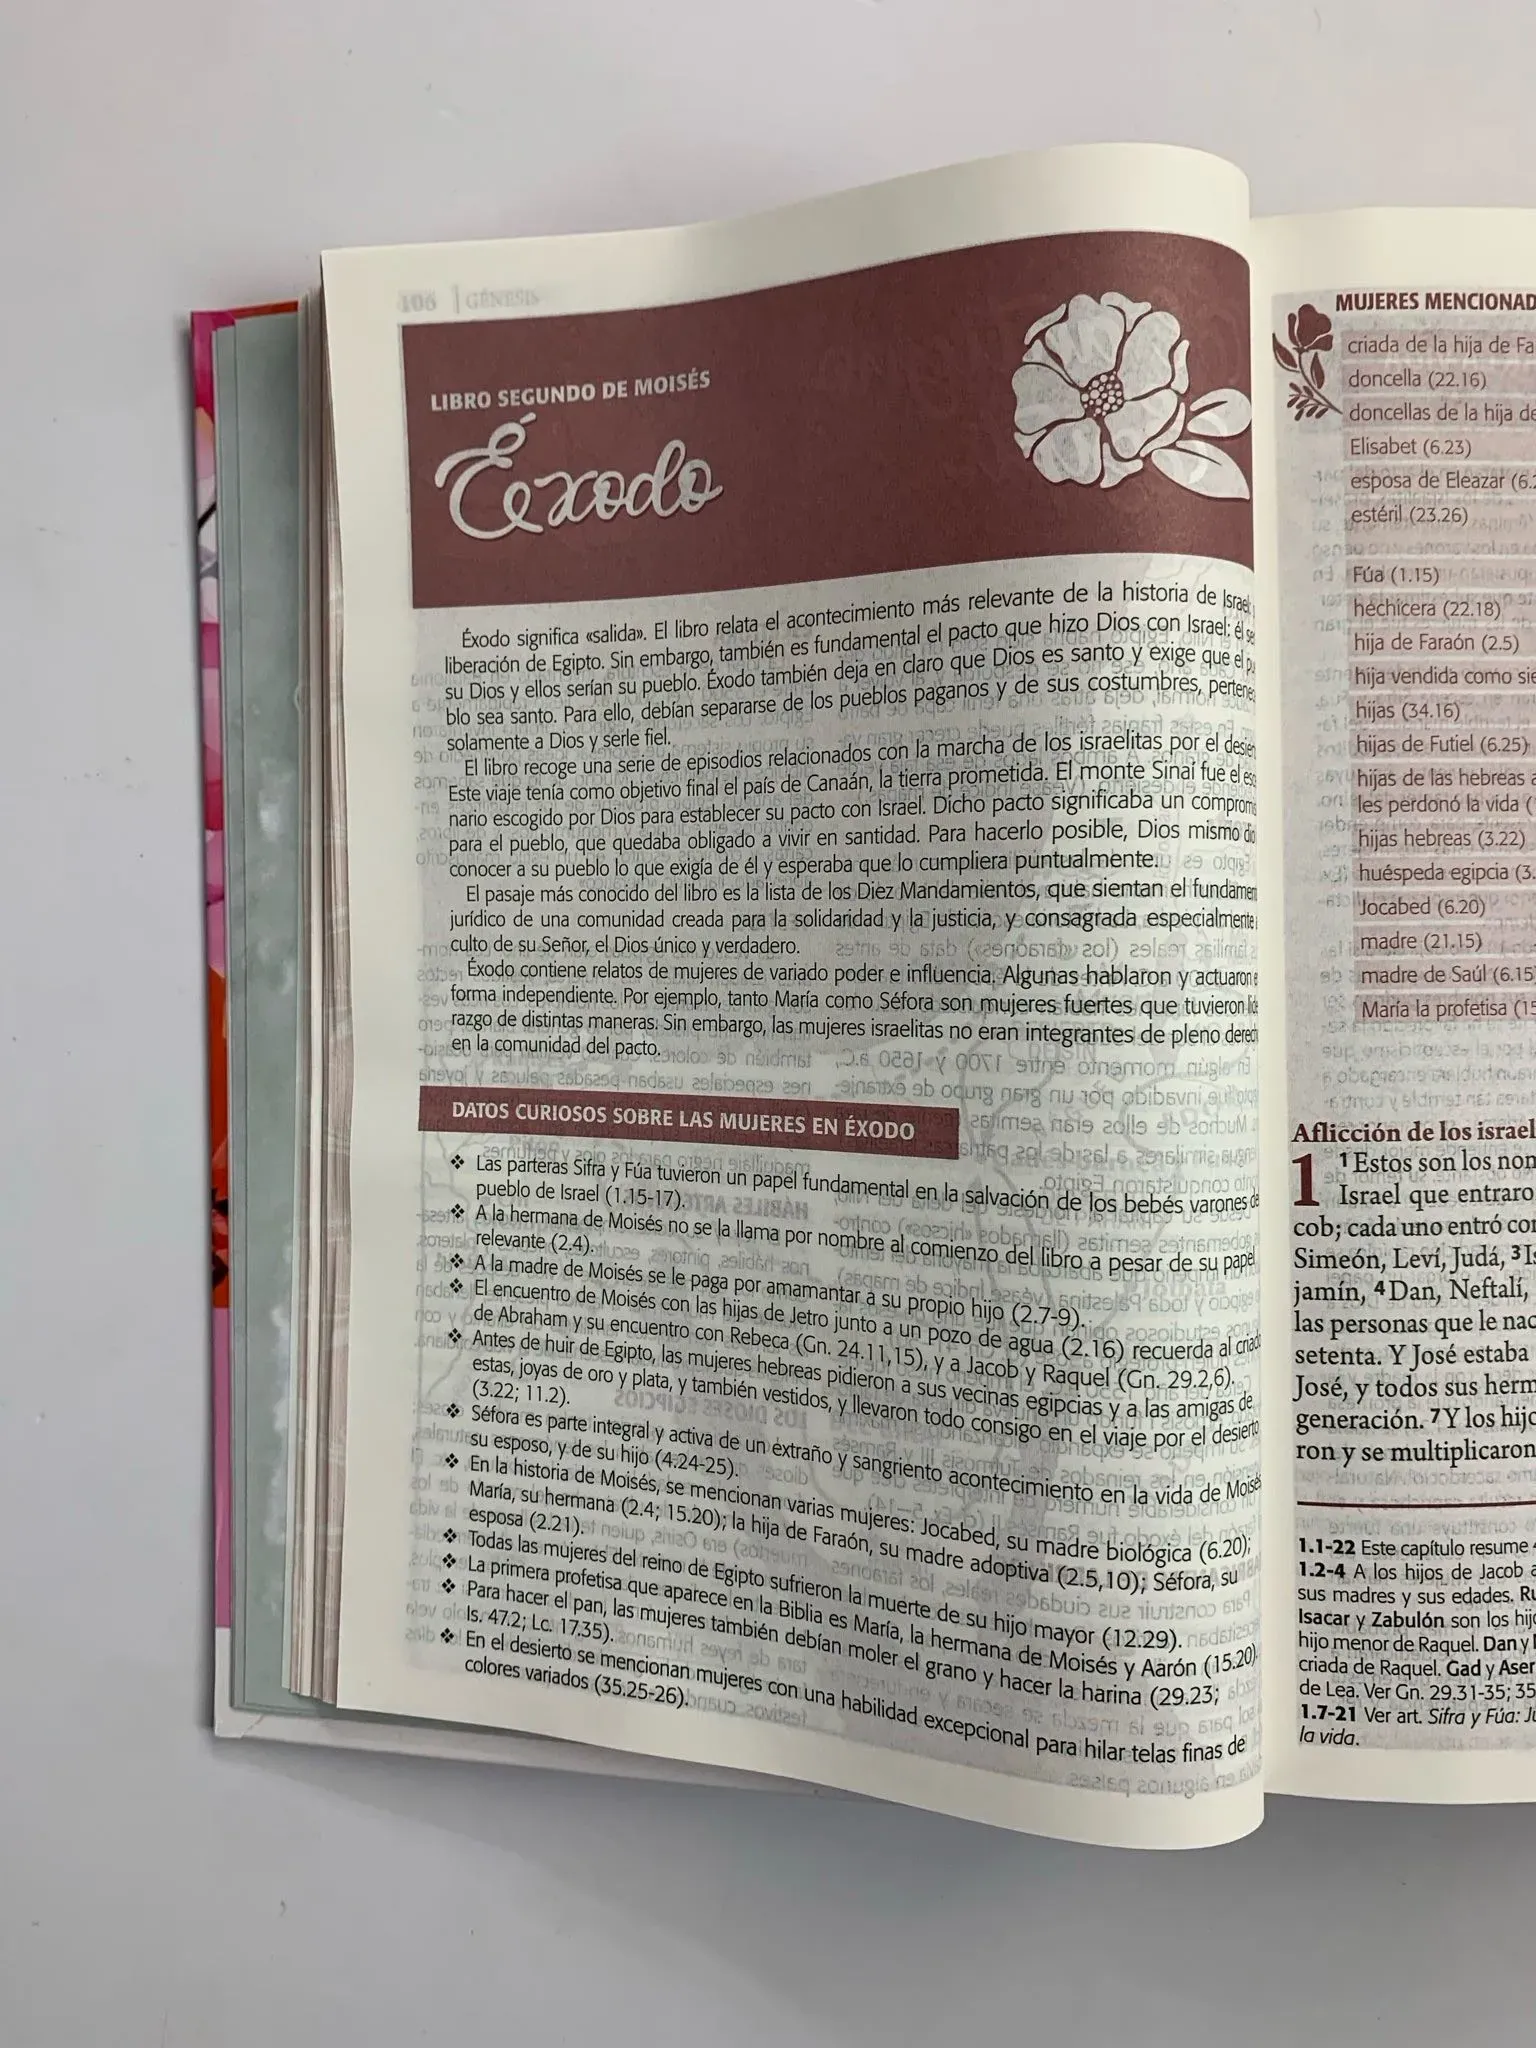 106 | GÉNESIS
LIBRO SEGUNDO DE MOISÉS
Éxodo
Éxodo significa «salida». El libro relata el acontecimiento más relevante de la historia de Israel:
liberación de Egipto. Sin embargo, también es fundamental el pacto que hizo Dios con Israel: él se
su Dios y ellos serían su pueblo. Éxodo también deja en claro que Dios es santo y exige que el pu
blo sea santo. Para ello, debían separarse de los pueblos paganos y de sus costumbres, pertenec
solamente a Dios y serle fiel.
El libro recoge una serie de episodios relacionados con la marcha de los israelitas por el desier
Este viaje tenía como objetivo final el país de Canaán, la tierra prometida. El monte Sinaí fue el esc
nario escogido por Dios para establecer su pacto con Israel. Dicho pacto significaba un comprom
para el pueblo, que quedaba obligado a vivir en santidad. Para hacerlo posible, Dios mismo dio
conocer a su pueblo lo que exigía de él y esperaba que lo cumpliera puntualmente.
El pasaje más conocido del libro es la lista de los Diez Mandamientos, que sientan el fundamen
jurídico de una comunidad creada para la solidaridad y la justicia, y consagrada especialmente
culto de su Señor, el Dios único y verdadero.
Éxodo contiene relatos de mujeres de variado poder e influencia. Algunas hablaron y actuaron
forma independiente. Por ejemplo, tanto María como Séfora son mujeres fuertes que tuvieron lide
razgo de distintas maneras. Sin embargo, las mujeres israelitas no eran integrantes de pleno derech
en la comunidad del pacto.
DATOS CURIOSOS SOBRE LAS MUJERES EN ÉXODO
❖ Las parteras Sifra y Fúa tuvieron un papel fundamental en la salvación de los bebés varones de
pueblo de Israel (1.15-17).
❖ A la hermana de Moisés no se la llama por nombre al comienzo del libro a pesar de su papel
relevante (2.4).
❖ A la madre de Moisés se le paga por amamantar a su propio hijo (2.7-9).
❖ El encuentro de Moisés con las hijas de Jetro junto a un pozo de agua (2.16) recuerda al criado
de Abraham y su encuentro con Rebeca (Gn. 24.11,15), y a Jacob y Raquel (Gn. 29.2,6).
❖ Antes de huir de Egipto, las mujeres hebreas pidieron a sus vecinas egipcias y a las amigas de
estas, joyas de oro y plata, y también vestidos, y llevaron todo consigo en el viaje por el desierto
(3.22; 11.2).
❖ Séfora es parte integral y activa de un extraño y sangriento acontecimiento en la vida de Moisés
su esposo, y de su hijo (4.24-25).
❖ En la historia de Moisés, se mencionan varias mujeres: Jocabed, su madre biológica (6.20);
María, su hermana (2.4; 15.20); la hija de Faraón, su madre adoptiva (2.5,10); Séfora, su
esposa (2.21).
❖ Todas las mujeres del reino de Egipto sufrieron la muerte de su hijo mayor (12.29).
❖ La primera profetisa que aparece en la Biblia es María, la hermana de Moisés y Aarón (15.20).
❖ Para hacer el pan, las mujeres también debían moler el grano y hacer la harina (29.23;
Is. 47.2; Lc. 17.35).
❖ En el desierto se mencionan mujeres con una habilidad excepcional para hilar telas finas de
colores variados (35.25-26).
MUJERES MENCIONAD
criada de la hija de Fa
doncella (22.16)
doncellas de la hija de
Elisabet (6.23)
esposa de Eleazar (6.2
estéril (23.26)
Fúa (1.15)
hechicera (22.18)
hija de Faraón (2.5)
hija vendida como sie
hijas (34.16)
hijas de Futiel (6.25)
hijas de las hebreas a
les perdonó la vida (
hijas hebreas (3.22)
huéspeda egipcia (3.
Jocabed (6.20)
madre (21.15)
madre de Saúl (6.15
María la profetisa (15
Aflicción de los israel
1 1 Estos son los nom
Israel que entraro
cob; cada uno entró con
Simeón, Leví, Judá, 3 Is
jamín, 4 Dan, Neftalí,
las personas que le nac
setenta. Y José estaba
José, y todos sus herm
generación. 7 Y los hijo
ron y se multiplicaron
1.1-22 Este capítulo resume 4
1.2-4 A los hijos de Jacob a
sus madres y sus edades. Ru
Isacar y Zabulón son los hijo
hijo menor de Raquel. Dan y
criada de Raquel. Gad y Aser
de Lea. Ver Gn. 29.31-35; 35
1.7-21 Ver art. Sifra y Fúa: Ju
la vida.